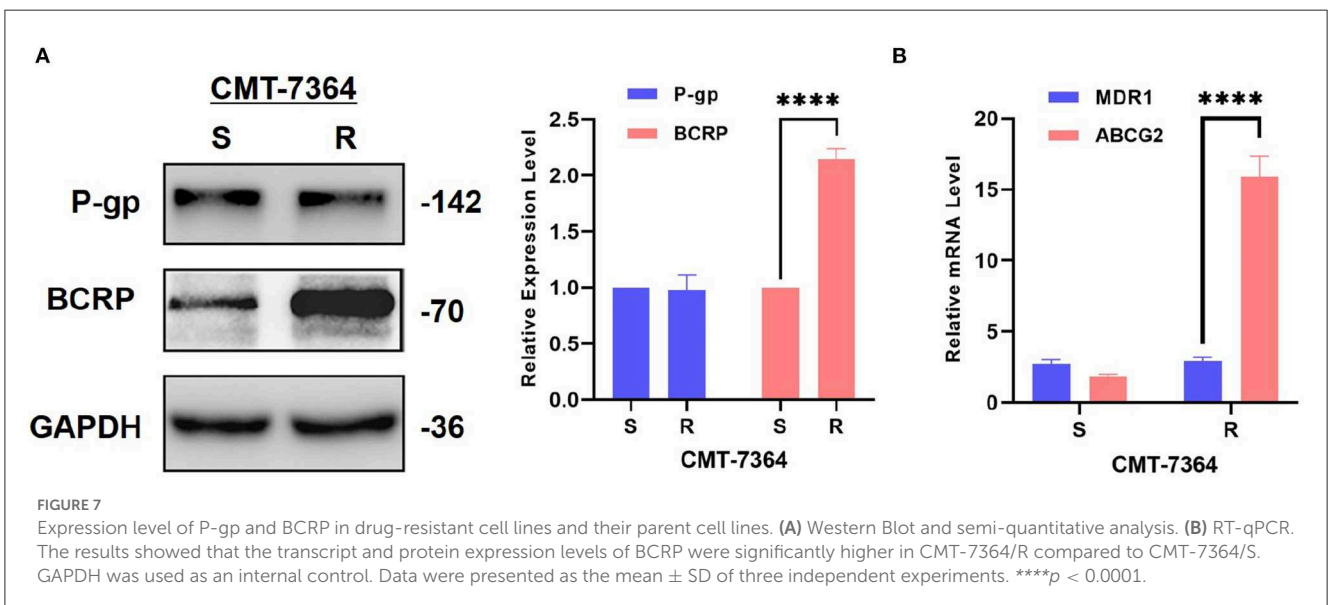 A
CMT-7364
S R
P-gp -142
BCRP -70
GAPDH -36
P-gp
BCRP
****
Relative Expression Level
2.5
2.0
1.5
1.0
0.5
0.0
S R S R
CMT-7364
B
MDR1
ABCG2
****
Relative mRNA Level
20
15
10
5
0
S R
CMT-7364
FIGURE 7
Expression level of P-gp and BCRP in drug-resistant cell lines and their parent cell lines. (A) Western Blot and semi-quantitative analysis. (B) RT-qPCR.
The results showed that the transcript and protein expression levels of BCRP were significantly higher in CMT-7364/R compared to CMT-7364/S.
GAPDH was used as an internal control. Data were presented as the mean ± SD of three independent experiments. ****p < 0.0001.